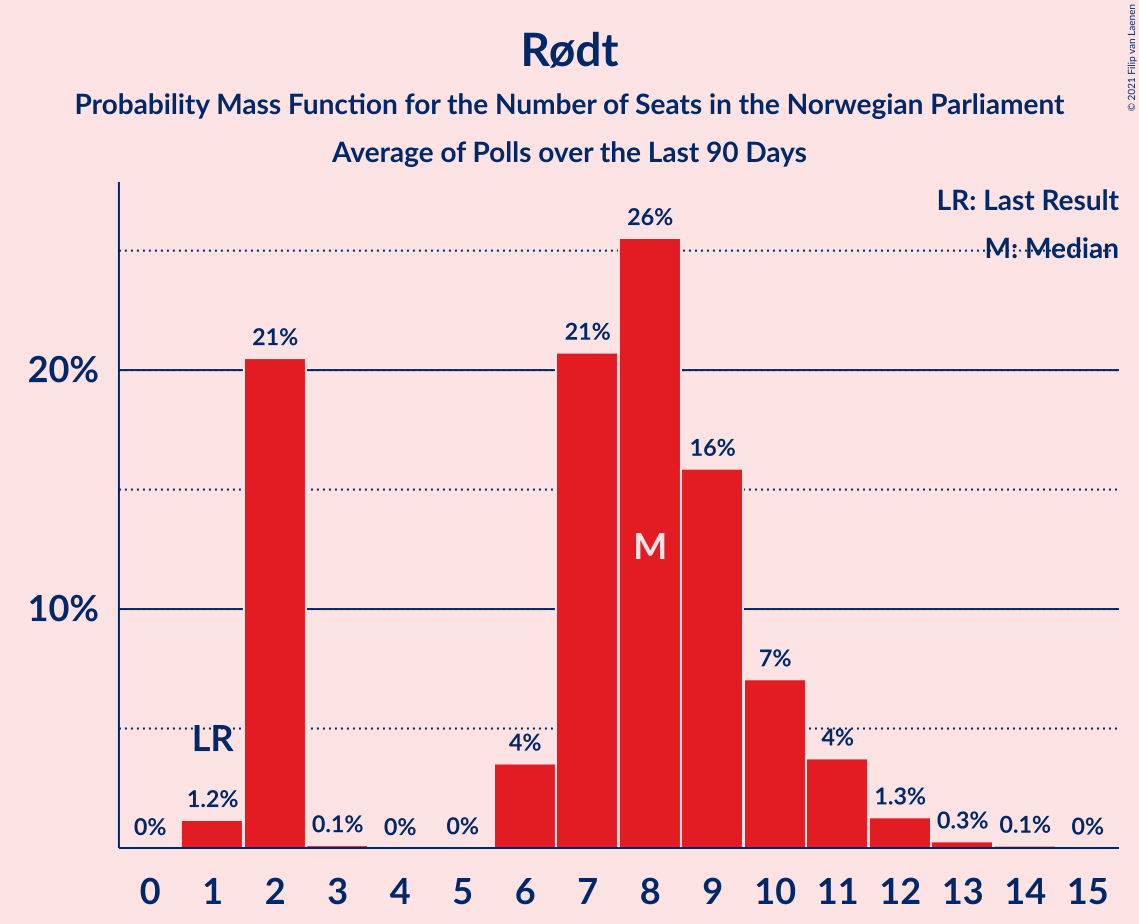 Rødt
Probability Mass Function for the Number of Seats in the Norwegian Parliament
Average of Polls over the Last 90 Days
© 2021 Filip van Laenen
LR: Last Result
M: Median
20%
10%
0%
1.2%
21%
0.1%
0%
0%
4%
21%
26%
16%
7%
4%
1.3%
0.3%
0.1%
0%
LR
M
0 1 2 3 4 5 6 7 8 9 10 11 12 13 14 15